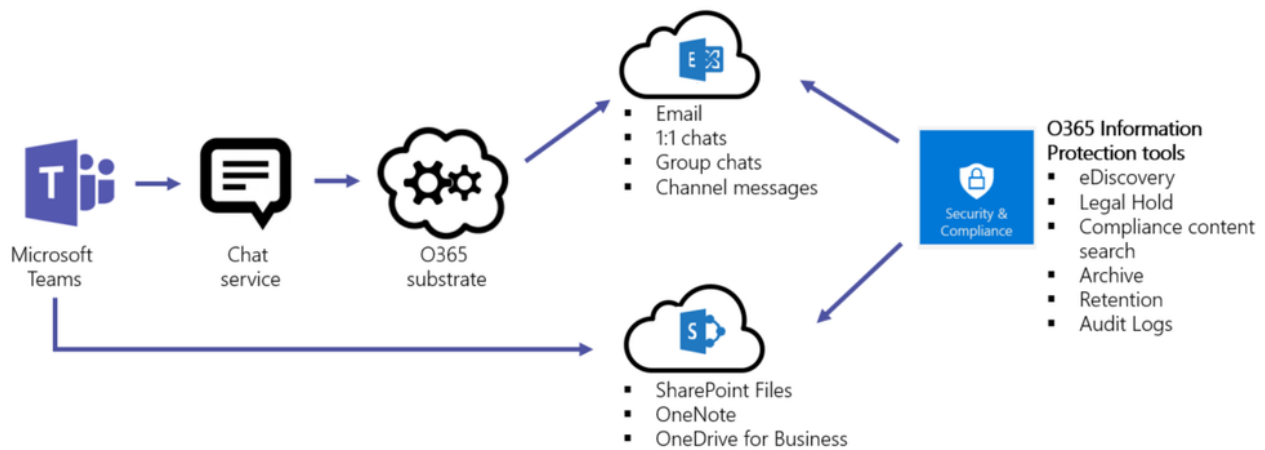 E
▪ Email
▪ 1:1 chats
▪ Group chats
▪ Channel messages
T
Microsoft
Teams
Chat
service
O365
substrate
Security &
Compliance
O365 Information
Protection tools
▪ eDiscovery
▪ Legal Hold
▪ Compliance content
search
▪ Archive
▪ Retention
▪ Audit Logs
S
▪ SharePoint Files
▪ OneNote
▪ OneDrive for Business